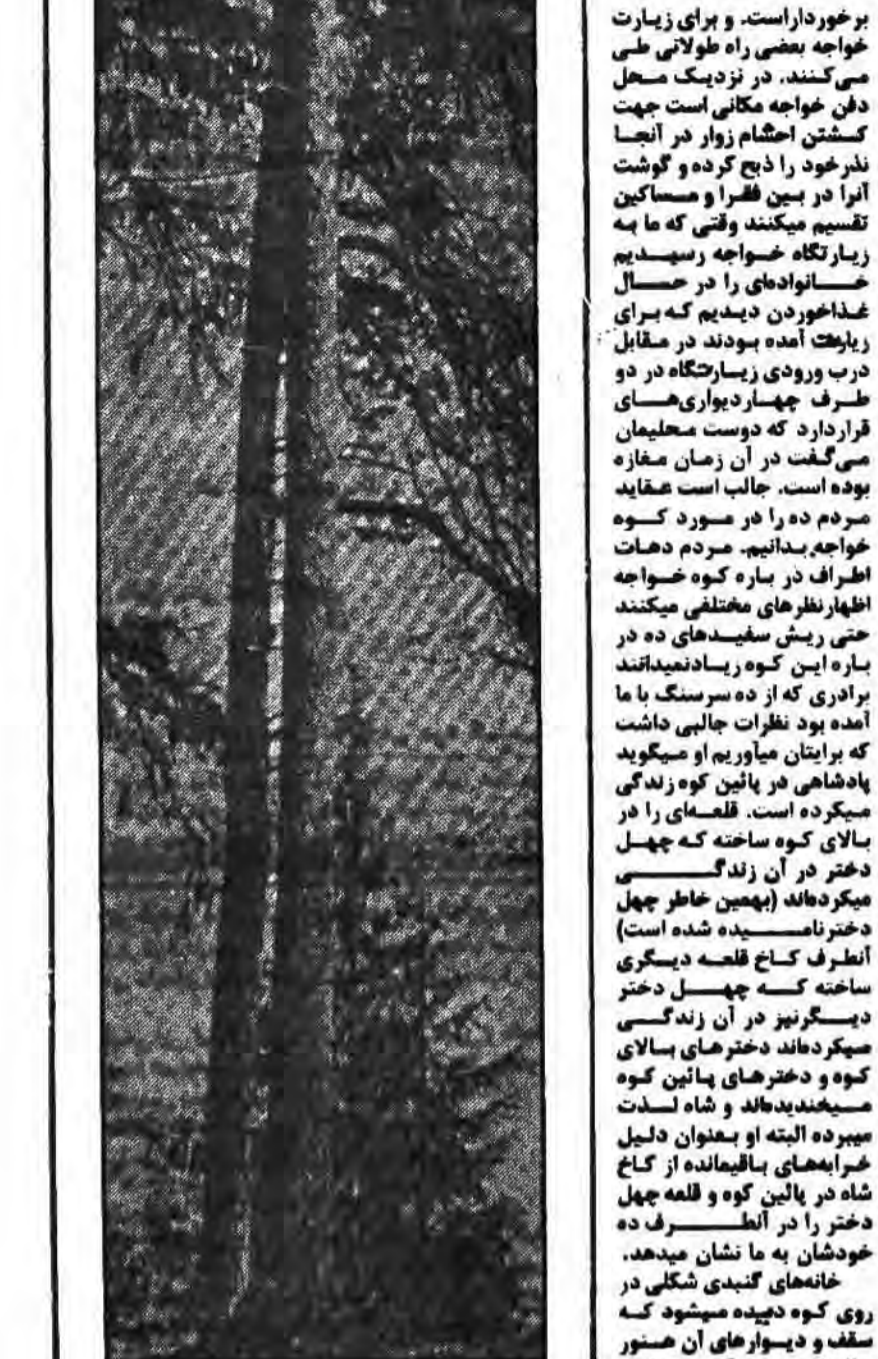 برخورداراست. و برای زیارت
خواجه بعضی راه طولانی طی
می‌کنند. در نزدیک محل
دفن خواجه مکانی است جهت
کشتن احشام زوار در آنجا
نذر خود را ذبح کرده و گوشت
آنرا در بین فقرا و مساکین
تقسیم میکنند وقتی که ما به
زیارتگاه خواجه رسیدیم
خانواده‌ای را در حال
غذاخوردن دیدیم که برای
آمده بودند در مقابل
درب ورودی زیارتگاه در دو
طرف چهاردیواری‌های
قراردارد که دوست محلیمان
می‌گفت در آن زمان مغازه
بوده است. جالب است عقاید
مردم ده را در مورد کوه
خواجه بدانیم. مردم دهات
اطراف در باره کوه خواجه
اظهارنظرهای مختلفی میکنند
حتی ریش سفیدهای ده در
باره این کوه زیادنمیدانند
برادری که از ده سرسنگ با ما
آمده بود نظرات جالبی داشت
که برایتان میآوریم او میگوید
پادشاهی در پائین کوه زندگی
میکرده است. قلعه‌ای را در
بالای کوه ساخته که چهل
دختر در آن زندگی
میکرده‌اند (بهمین خاطر چهل
دخترنامیده شده است)
آنطرف کاخ قلعه دیگری
ساخته که چهل دختر
دیگرنیز در آن زندگی
میکرده‌اند دخترهای بالای
کوه و دخترهای پائین کوه
میخندیده‌اند و شاه لذت
میبرده البته او بعنوان دلیل
خرابه‌های باقیمانده از کاخ
شاه در پائین کوه و قلعه چهل
دختر را در آنطرف ده
خودشان به ما نشان میدهد.
خانه‌های گنبدی شکلی در
روی کوه دیده میشود که
سقف و دیوارهای آن هنوز